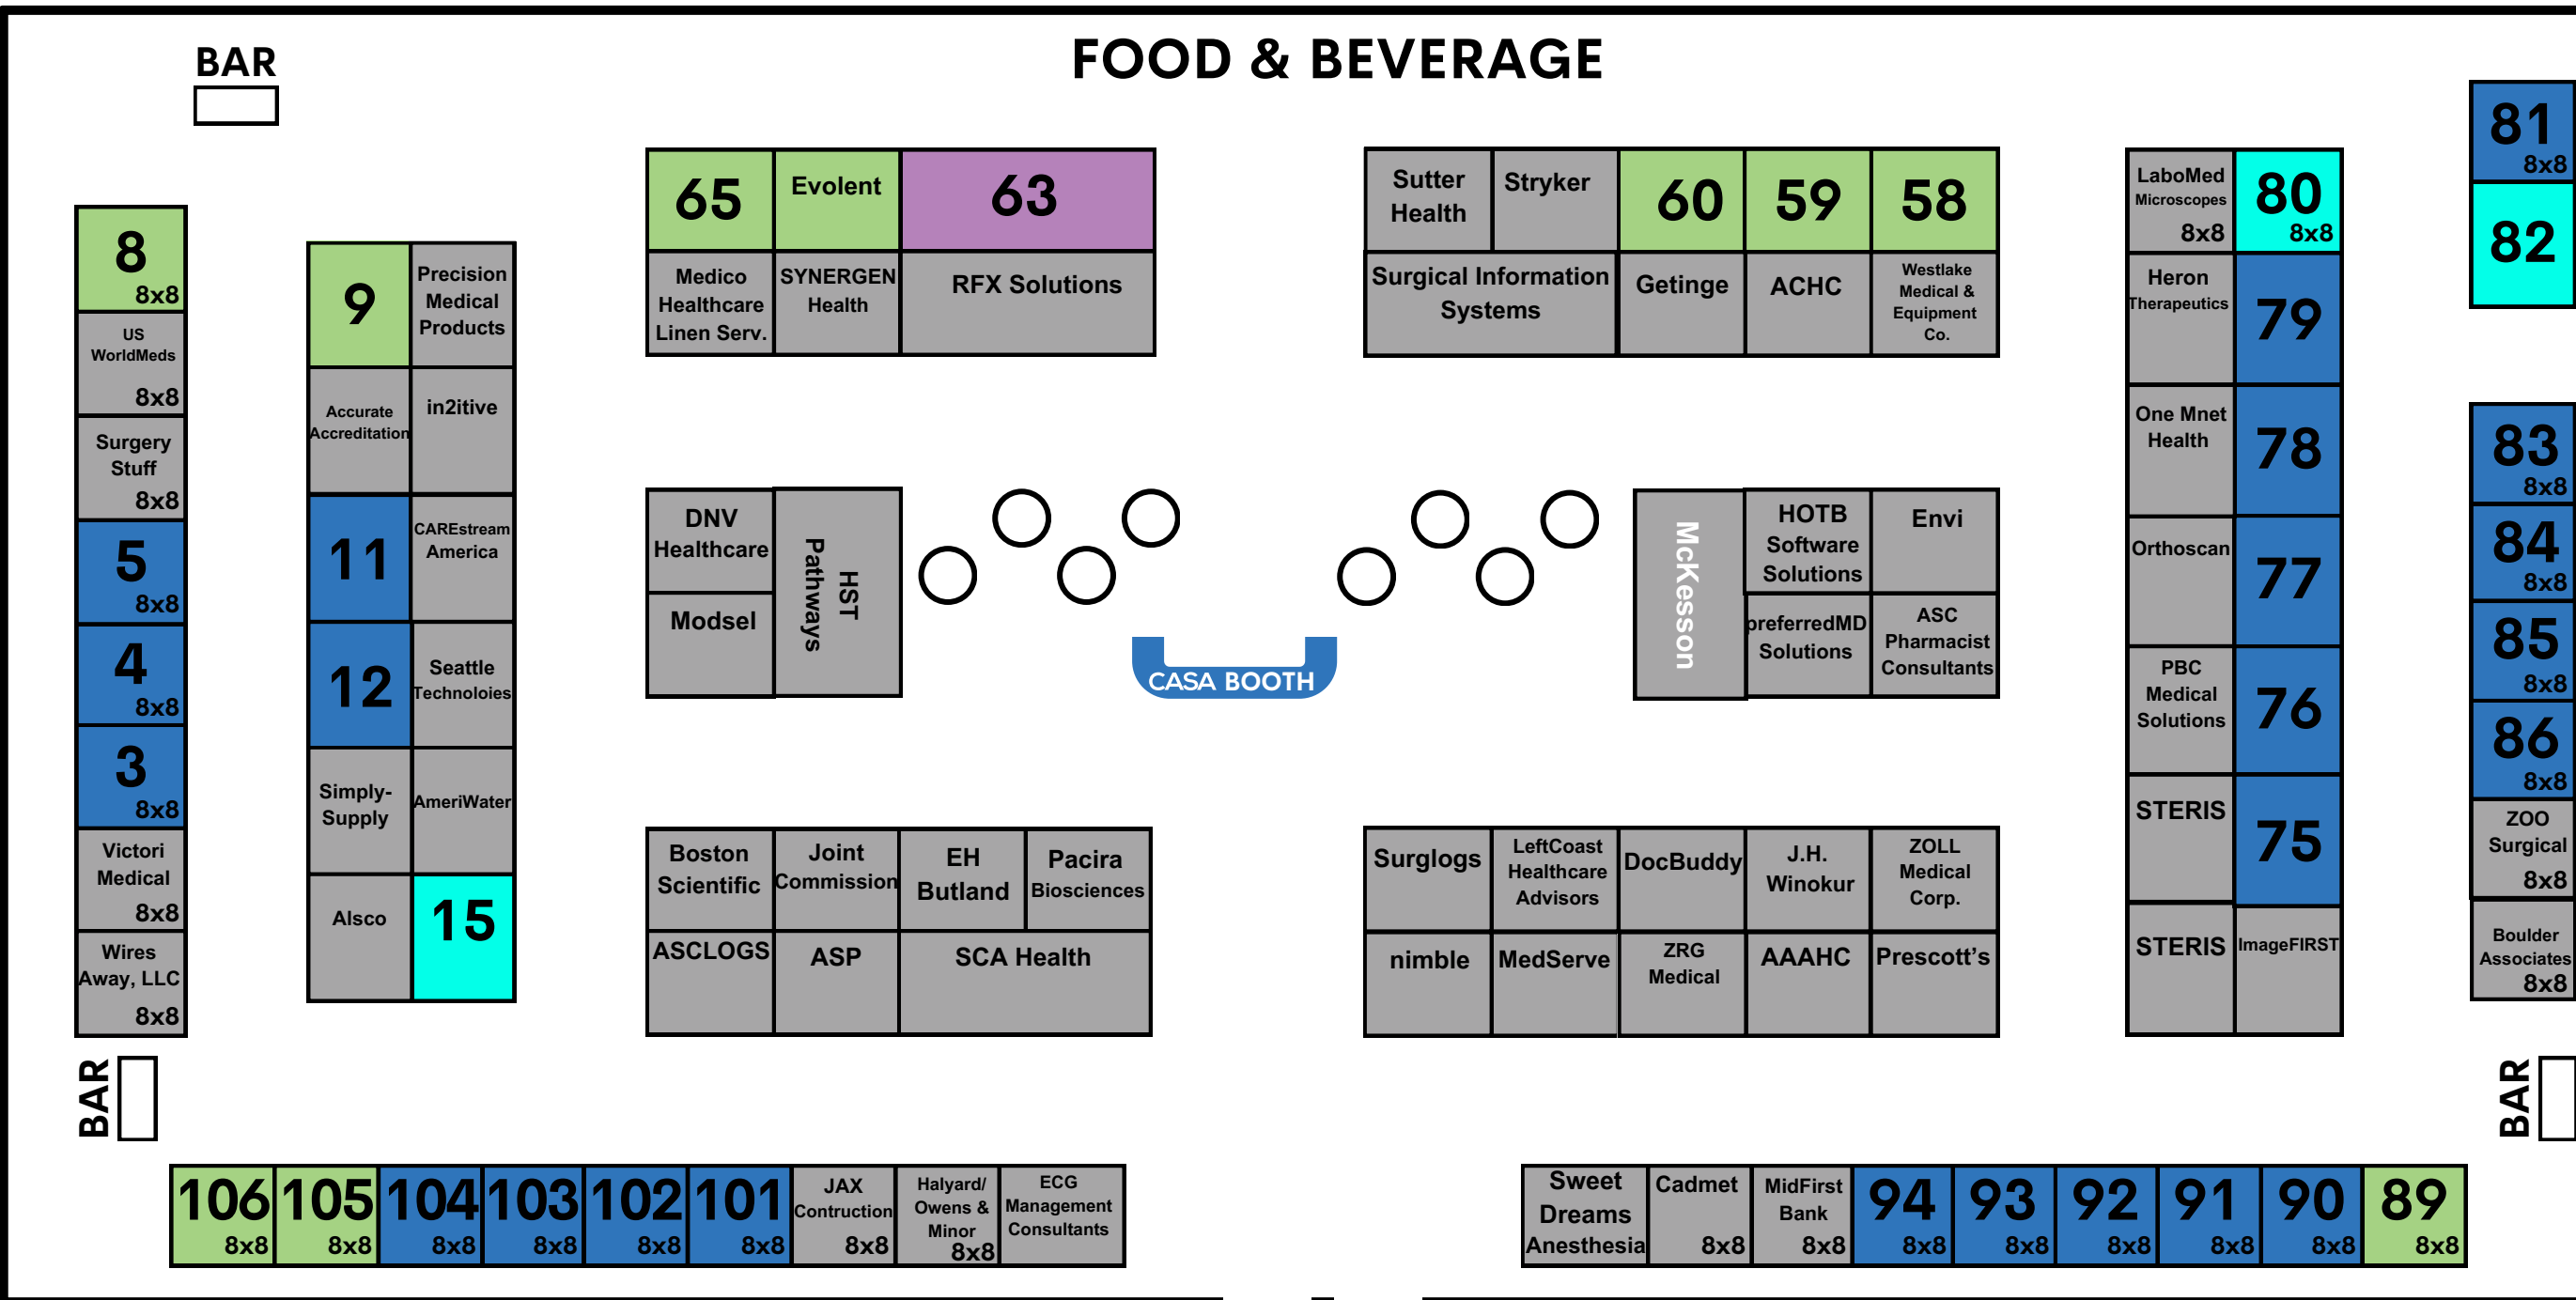 FOOD & BEVERAGE
BAR
8
8x8
US
WorldMeds
8x8
Surgery
Stuff
8x8
5
8x8
4
8x8
3
8x8
Victori
Medical
8x8
Wires
Away, LLC
8x8
BAR
9
Precision
Medical
Products
Accurate
Accreditation
in2itive
11
CAREstream
America
12
Seattle
Technoloies
Simply-
Supply
AmeriWater
Alsco
15
65
Evolent
63
Medico
Healthcare
Linen Serv.
SYNERGEN
Health
RFX Solutions
DNV
Healthcare
Modsel
HST
Pathways
CASA BOOTH
Boston
Scientific
Joint
Commission
EH
Butland
Pacira
Biosciences
ASCLOGS
ASP
SCA Health
Sutter
Health
Stryker
60
59
58
Surgical Information
Systems
Getinge
ACHC
Westlake
Medical &
Equipment
Co.
McKesson
HOTB
Software
Solutions
Envi
preferredMD
Solutions
ASC
Pharmacist
Consultants
Surglogs
LeftCoast
Healthcare
Advisors
DocBuddy
J.H.
Winokur
ZOLL
Medical
Corp.
nimble
MedServe
ZRG
Medical
AAAHC
Prescott's
LaboMed
Microscopes
8x8
80
8x8
Heron
Therapeutics
79
One Mnet
Health
78
Orthoscan
77
PBC
Medical
Solutions
76
STERIS
75
STERIS
ImageFIRST
81
8x8
82
83
8x8
84
8x8
85
8x8
86
8x8
ZOO
Surgical
8x8
Boulder
Associates
8x8
BAR
106
8x8
105
8x8
104
8x8
103
8x8
102
8x8
101
8x8
JAX
Contruction
8x8
Halyard/
Owens &
Minor
8x8
ECG
Management
Consultants
Sweet
Dreams
Anesthesia
Cadmet
8x8
MidFirst
Bank
8x8
94
8x8
93
8x8
92
8x8
91
8x8
90
8x8
89
8x8